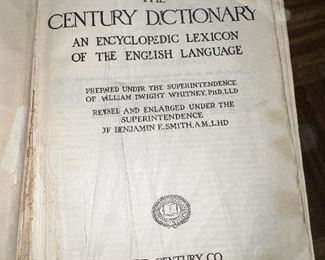 THE
CENTURY DICTIONARY
AN ENCYCLOPEDIC LEXICON
OF THE ENGLISH LANGUAGE
PREPARED UNDER THE SUPERINTENDENCE
OF WILLIAM DWIGHT WHITNEY, PH.D., LL.D.
REVISED AND ENLARGED UNDER THE
SUPERINTENDENCE
OF BENJAMIN E. SMITH, A.M., L.H.D.
CENTURY CO